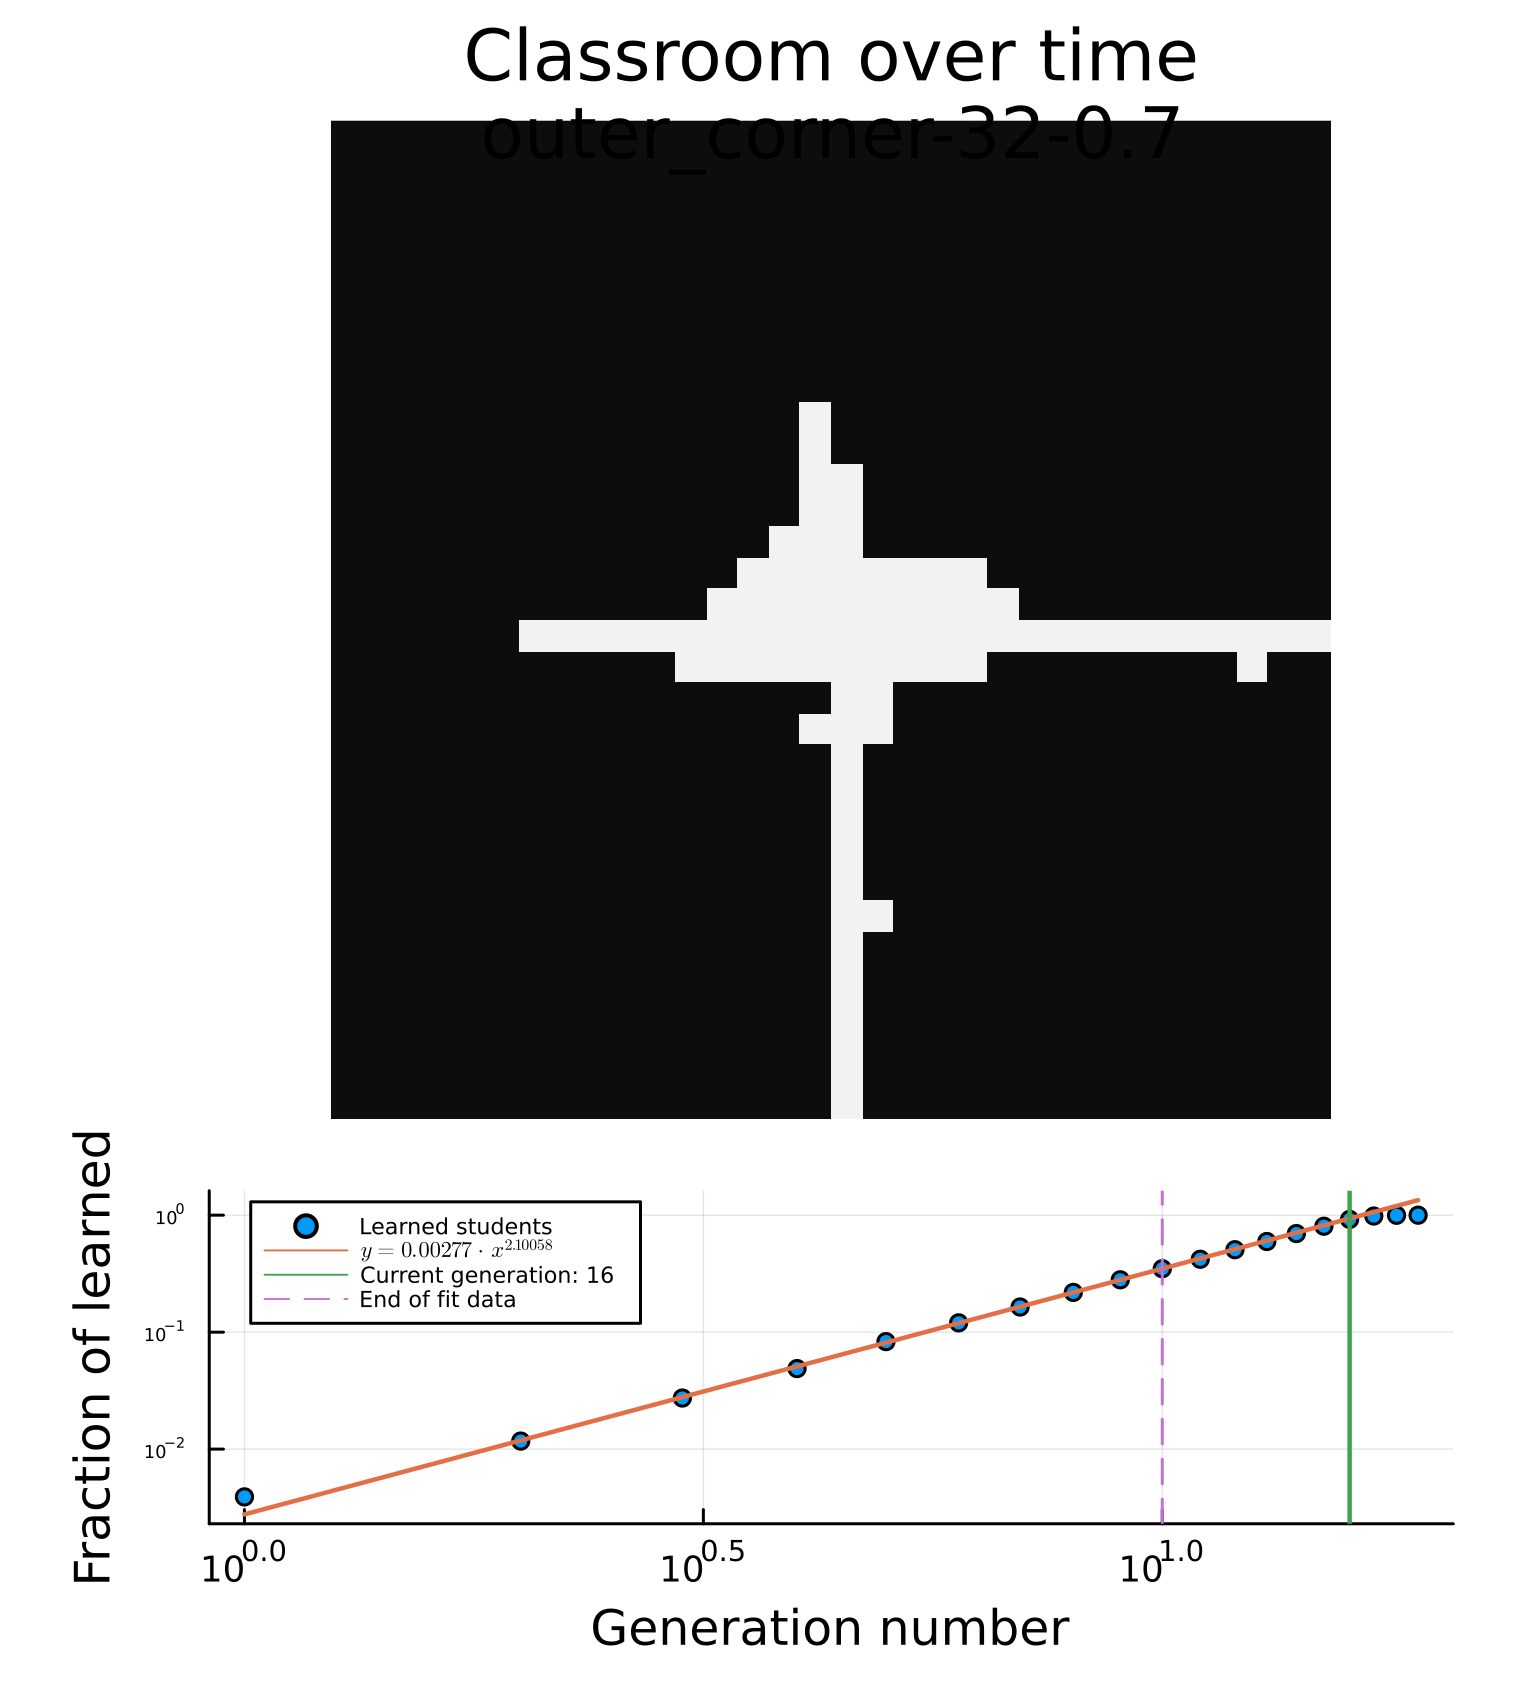 Classroom over time
outer_corner-32-0.7
Fraction of learned
10^0
10^-1
10^-2
Learned students
y = 0.00277 · x^2.10058
Current generation: 16
End of fit data
10^0.0
10^0.5
10^1.0
Generation number